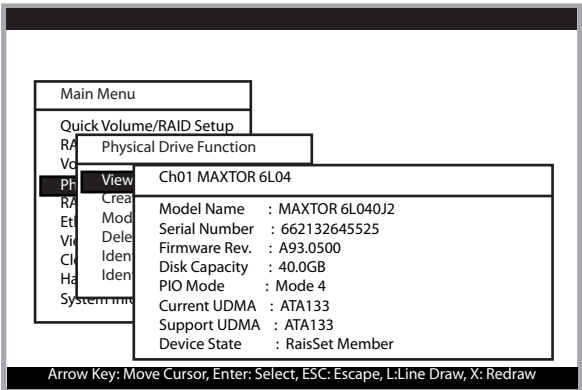 Main Menu
Quick Volume/RAID Setup
Physical Drive Function
View
Ch01 MAXTOR 6L04
Model Name : MAXTOR 6L040J2
Serial Number : 662132645525
Firmware Rev. : A93.0500
Disk Capacity : 40.0GB
PIO Mode : Mode 4
Current UDMA : ATA133
Support UDMA : ATA133
Device State : RaisSet Member
System
Arrow Key: Move Cursor, Enter: Select, ESC: Escape, L:Line Draw, X: Redraw